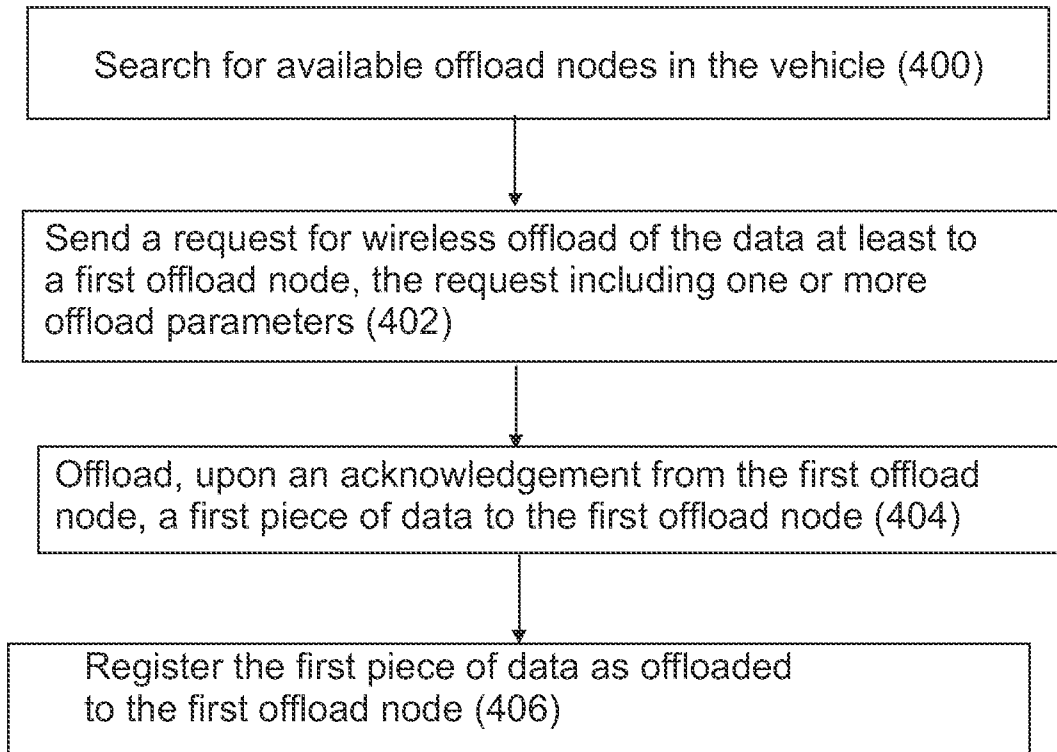 Search for available offload nodes in the vehicle (400)
Send a request for wireless offload of the data at least to
a first offload node, the request including one or more
offload parameters (402)
Offload, upon an acknowledgement from the first offload
node, a first piece of data to the first offload node (404)
Register the first piece of data as offloaded
to the first offload node (406)